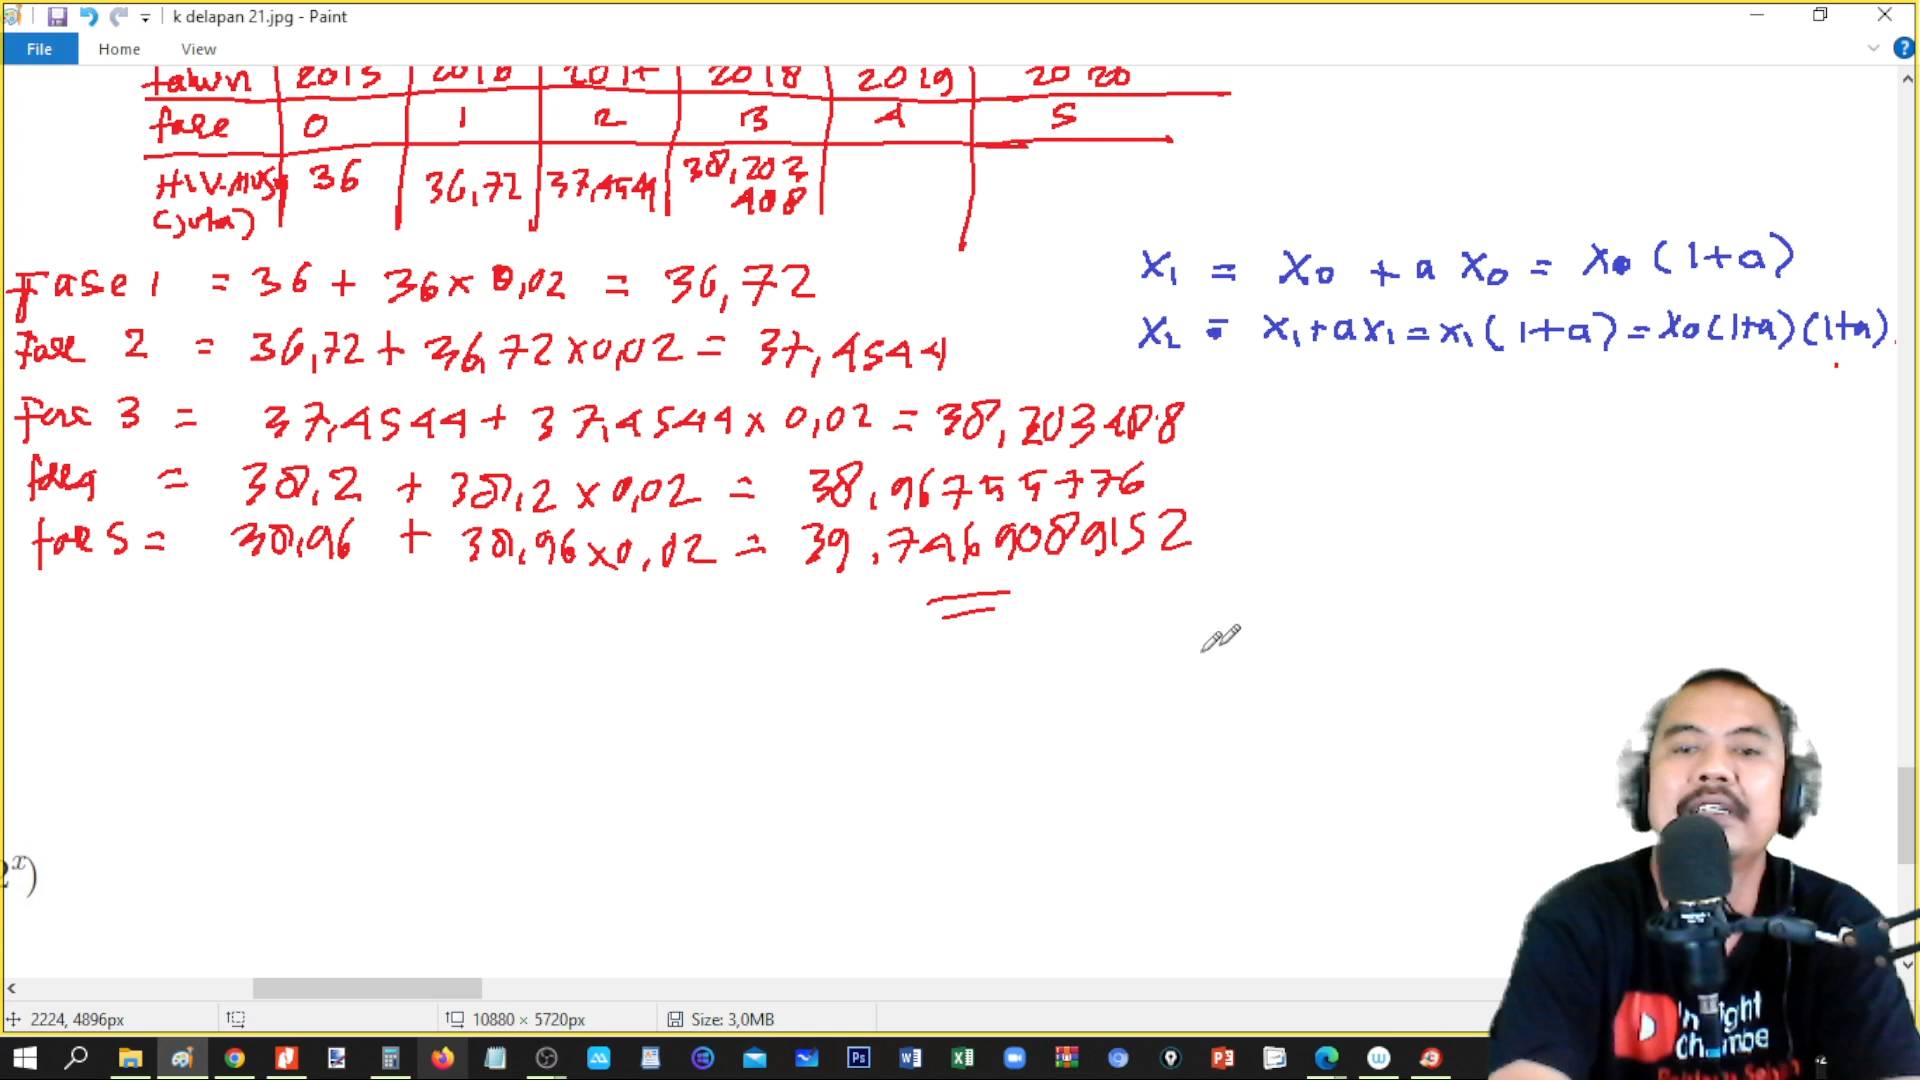 k delapan 21.jpg - Paint
File Home View
tahun 2015 2016 2017 2018 2019 2020
fase 0 1 2 3 4 5
HIV-AIDS 36 36,72 37,4544 38,203
408
(juta)
Fase 1 = 36 + 36 x 0,02 = 36,72
fase 2 = 36,72 + 36,72 x 0,02 = 37,4544
fase 3 = 37,4544 + 37,4544 x 0,02 = 38,203408
fase 4 = 38,2 + 38,2 x 0,02 = 38,96755776
fase 5 = 38,96 + 38,96 x 0,02 = 39,7469089152
x₁ = x₀ + a x₀ = x₀ (1+a)
x₂ = x₁+ax₁ = x₁(1+a) = x₀(1+a)(1+a)
2ˣ)
2224, 4896px 10880 × 5720px Size: 3,0MB